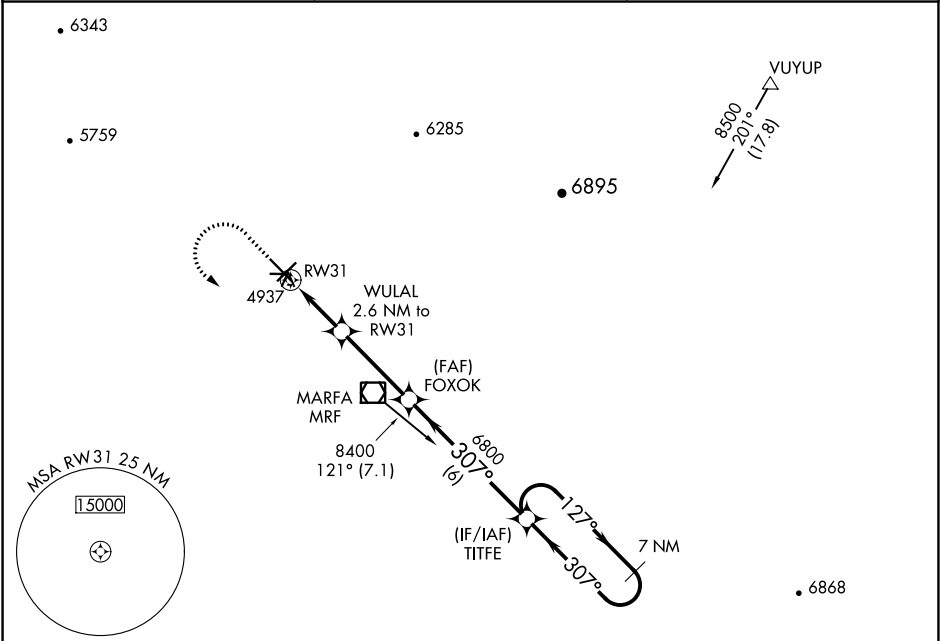 6343
VUYUP
8500
201°
(17.8)
5759
6285
6895
RW31
4937
WULAL
2.6 NM to
RW31
(FAF)
FOXOK
MARFA
MRF
8400
121° (7.1)
6800
307°
(6)
MSA RW31 25 NM
15000
(IF/IAF)
TITFE
127°
307°
7 NM
6868